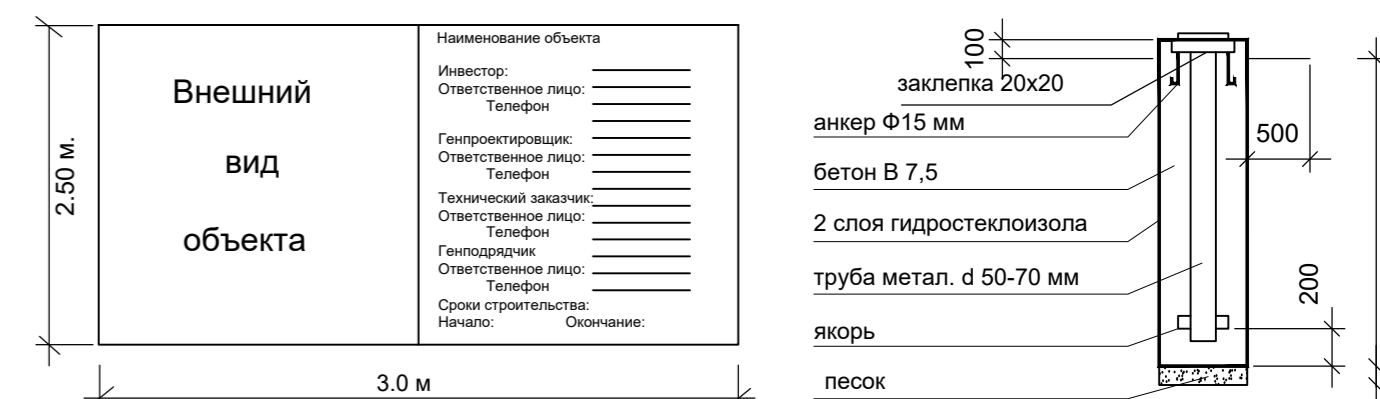 2.50 м.
Внешний
вид
объекта
3.0 м
Наименование объекта
Инвестор:
Ответственное лицо:
Телефон
Генпроектировщик:
Ответственное лицо:
Телефон
Технический заказчик:
Ответственное лицо:
Телефон
Генподрядчик
Ответственное лицо:
Телефон
Сроки строительства:
Начало: Окончание:
100
заклепка 20х20
анкер Ф15 мм
500
бетон В 7,5
2 слоя гидростеклоизола
труба метал. d 50-70 мм
200
якорь
песок